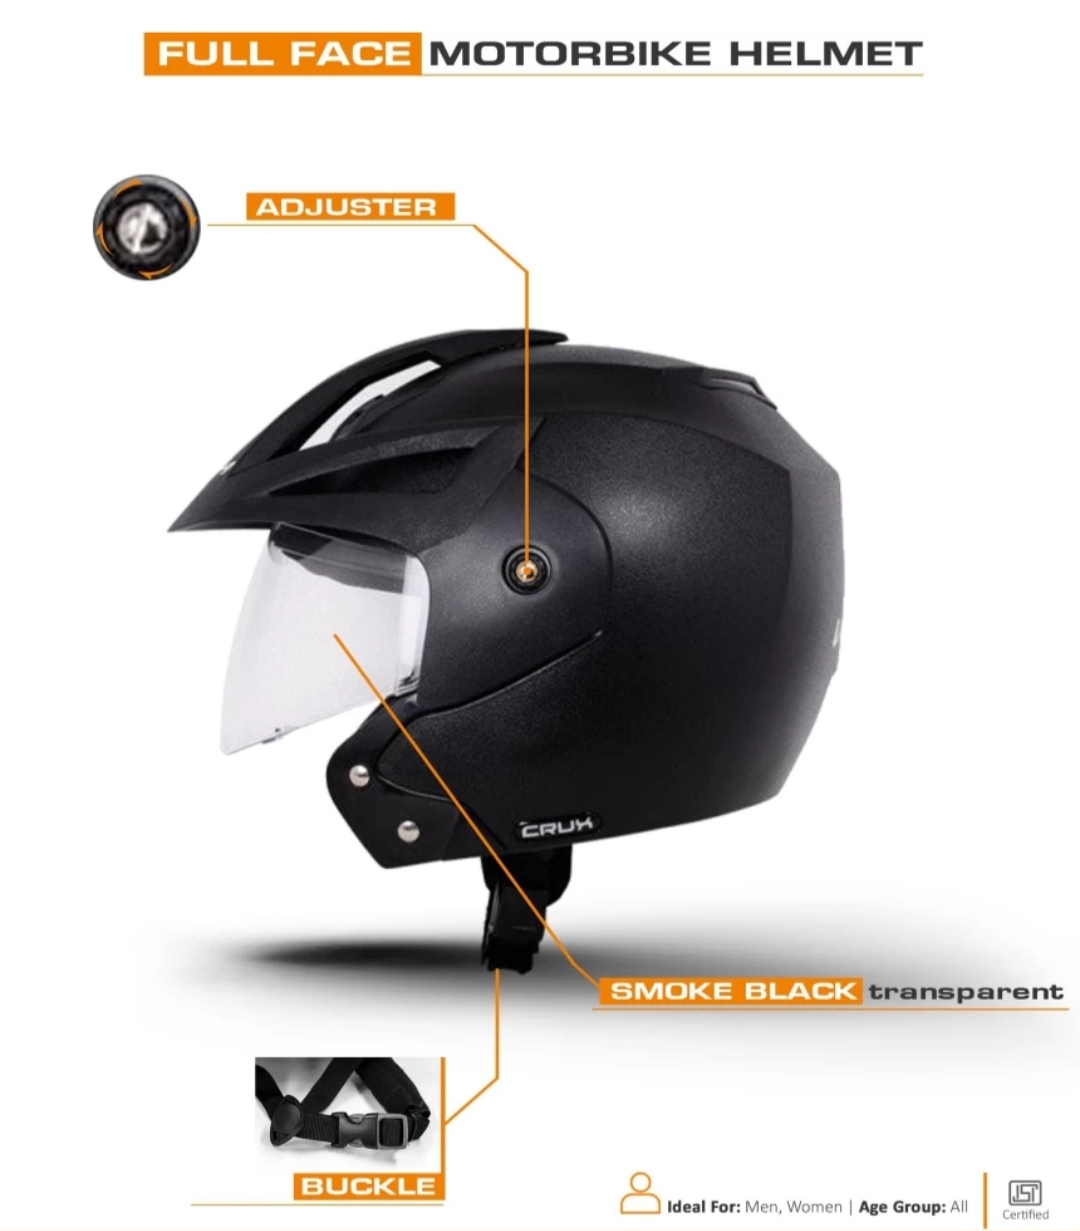 FULL FACE MOTORBIKE HELMET
ADJUSTER
CRUX
SMOKE BLACK transparent
BUCKLE
Ideal For: Men, Women | Age Group: All
ISI
Certified